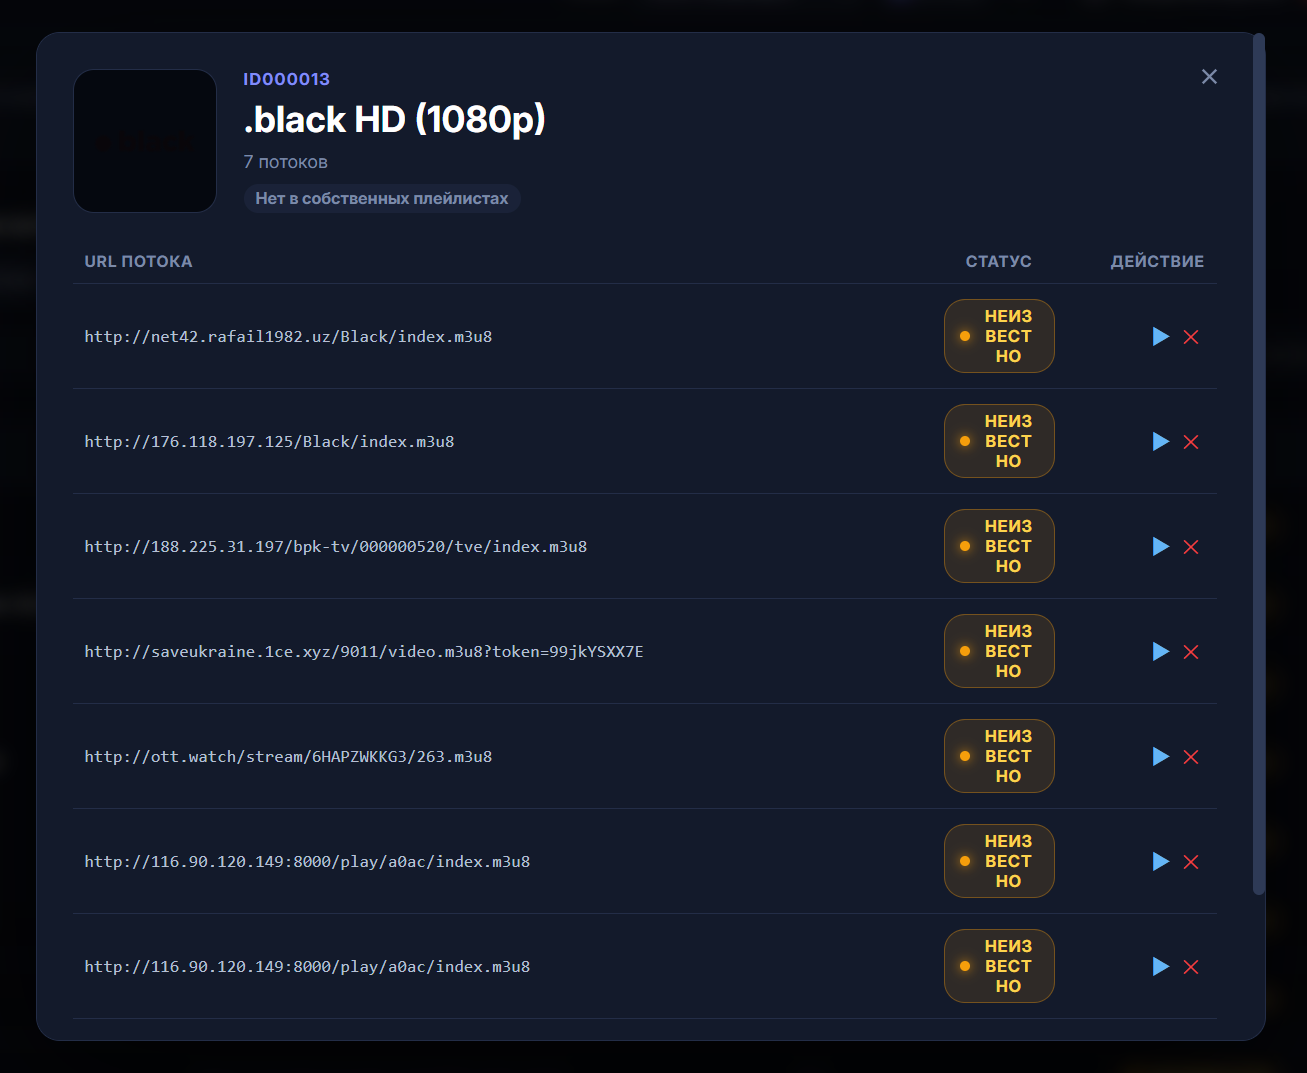 ID000013
.black HD (1080p)
7 потоков
Нет в собственных плейлистах
URL ПОТОКА СТАТУС ДЕЙСТВИЕ
http://net42.rafail1982.uz/Black/index.m3u8
НЕИЗ
ВЕСТ
НО
http://176.118.197.125/Black/index.m3u8
НЕИЗ
ВЕСТ
НО
http://188.225.31.197/bpk-tv/000000520/tve/index.m3u8
НЕИЗ
ВЕСТ
НО
http://saveukraine.1ce.xyz/9011/video.m3u8?token=99jkYSXX7E
НЕИЗ
ВЕСТ
НО
http://ott.watch/stream/6HAPZWKKG3/263.m3u8
НЕИЗ
ВЕСТ
НО
http://116.90.120.149:8000/play/a0ac/index.m3u8
НЕИЗ
ВЕСТ
НО
http://116.90.120.149:8000/play/a0ac/index.m3u8
НЕИЗ
ВЕСТ
НО